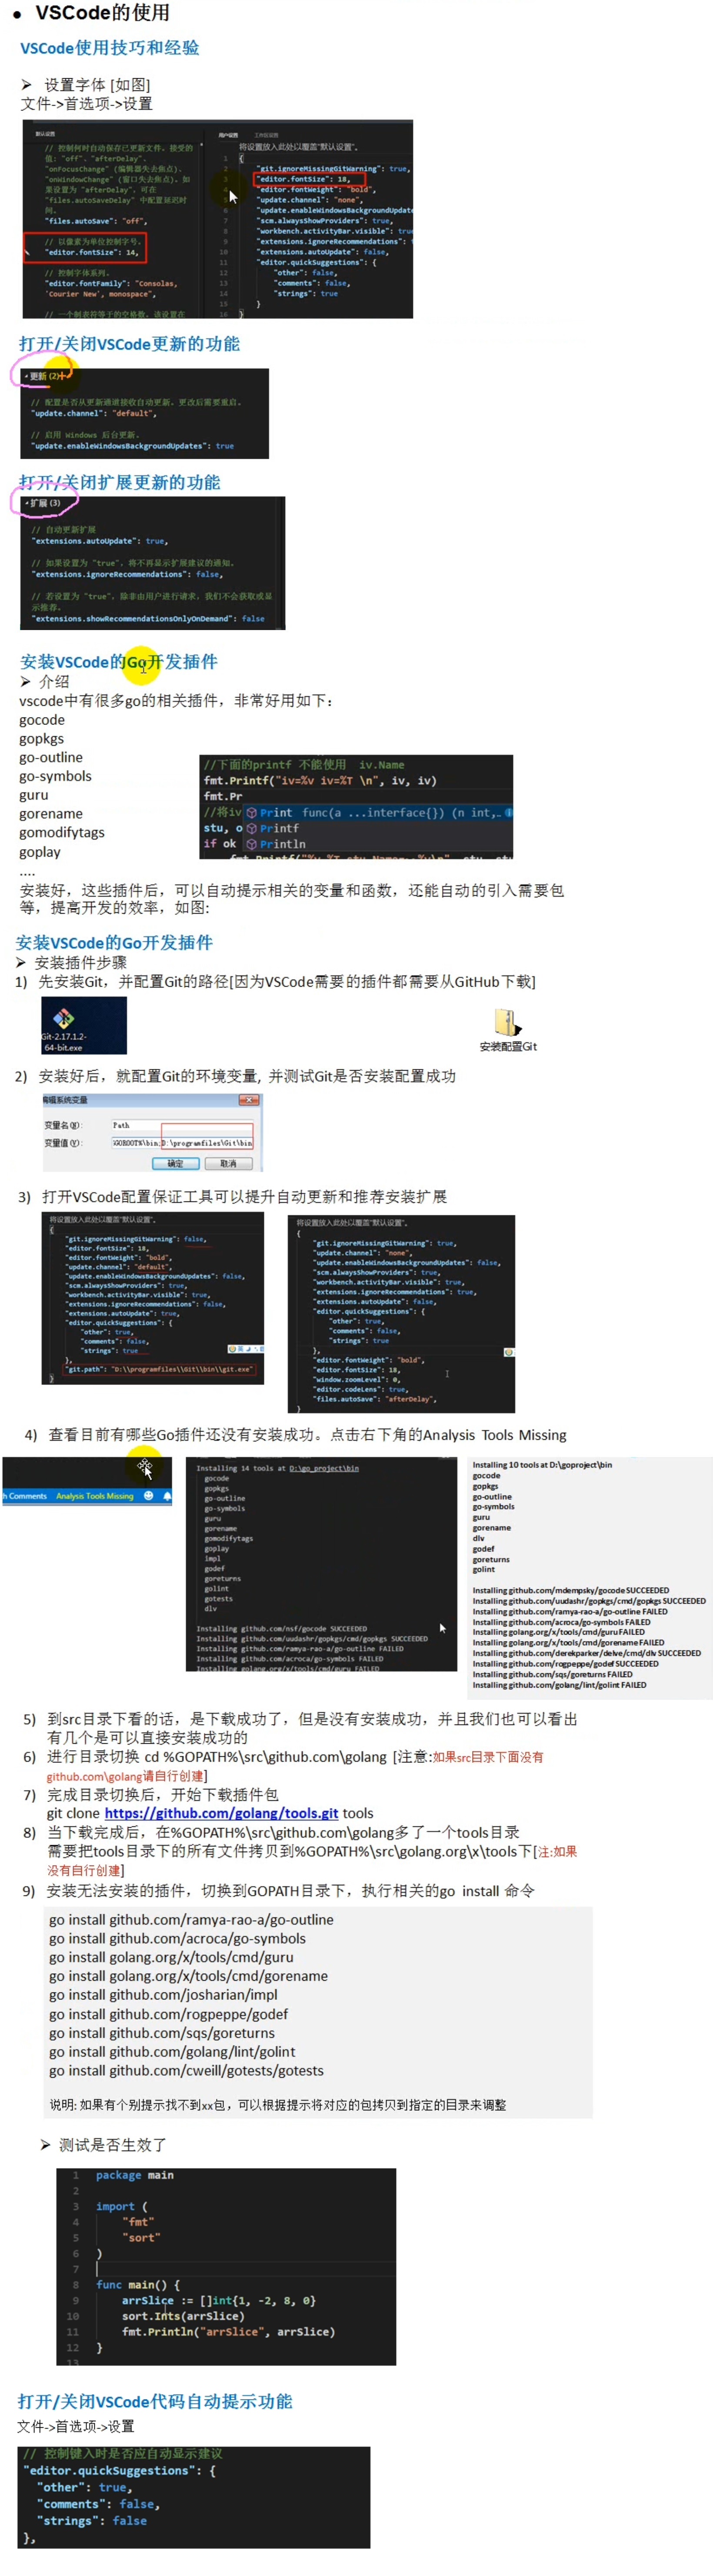 ● VSCode的使用
VSCode使用技巧和经验
➢ 设置字体 [如图]
文件->首选项->设置
默认设置
// 控制何时自动保存已更新文件。接受的
值: "off"、"afterDelay"、
"onFocusChange" (编辑器失去焦点)、
"onWindowChange" (窗口失去焦点)。如
果设置为 "afterDelay"，可在
"files.autoSaveDelay" 中配置延迟时
间。
"files.autoSave": "off",
// 以像素为单位控制字号。
"editor.fontSize": 14,
// 控制字体系列。
"editor.fontFamily": "Consolas,
'Courier New', monospace",
// 一个制表符等于的空格数。该设置在
用户设置 工作区设置
将设置放入此处以覆盖"默认设置"。
1 {
2 "git.ignoreMissingGitWarning": true,
3 "editor.fontSize": 18,
4 "editor.fontWeight": "bold",
5 "update.channel": "none",
6 "update.enableWindowsBackgroundUpdate
7 "scm.alwaysShowProviders": true,
8 "workbench.activityBar.visible": tru
9 "extensions.ignoreRecommendations":
10 "extensions.autoUpdate": false,
11 "editor.quickSuggestions": {
12 "other": false,
13 "comments": false,
14 "strings": true
15 }
16 }
打开/关闭VSCode更新的功能
更新 (2)
// 配置是否从更新通道接收自动更新。更改后需要重启。
"update.channel": "default",
// 启用 Windows 后台更新。
"update.enableWindowsBackgroundUpdates": true
打开/关闭扩展更新的功能
扩展 (3)
// 自动更新扩展
"extensions.autoUpdate": true,
// 如果设置为 "true"，将不再显示扩展建议的通知。
"extensions.ignoreRecommendations": false,
// 若设置为 "true"，除非由用户进行请求，我们不会获取或显
示推荐。
"extensions.showRecommendationsOnlyOnDemand": false
安装VSCode的Go开发插件
➢ 介绍
vscode中有很多go的相关插件，非常好用如下：
gocode
gopkgs
go-outline
go-symbols
guru
gorename
gomodifytags
goplay
....
//下面的printf 不能使用 iv.Name
fmt.Printf("iv=%v iv=%T \n", iv, iv)
fmt.Pr
//将iv Print func(a ...interface{}) (n int,…
stu, o Printf
if ok Println
安装好，这些插件后，可以自动提示相关的变量和函数，还能自动的引入需要包
等，提高开发的效率，如图:
安装VSCode的Go开发插件
➢ 安装插件步骤
1) 先安装Git，并配置Git的路径[因为VSCode需要的插件都需要从GitHub下载]
Git-2.17.1.2-
64-bit.exe
安装配置Git
2) 安装好后，就配置Git的环境变量, 并测试Git是否安装配置成功
编辑系统变量
变量名(N): Path
变量值(V): %GOROOT%\bin;D:\programfiles\Git\bin
确定 取消
3) 打开VSCode配置保证工具可以提升自动更新和推荐安装扩展
将设置放入此处以覆盖"默认设置"。
{
"git.ignoreMissingGitWarning": false,
"editor.fontSize": 18,
"editor.fontWeight": "bold",
"update.channel": "default",
"update.enableWindowsBackgroundUpdates": false,
"scm.alwaysShowProviders": true,
"workbench.activityBar.visible": true,
"extensions.ignoreRecommendations": false,
"extensions.autoUpdate": true,
"editor.quickSuggestions": {
"other": true,
"comments": false,
"strings": true
},
"git.path": "D:\\programfiles\\Git\\bin\\git.exe"
}
将设置放入此处以覆盖"默认设置"。
{
"git.ignoreMissingGitWarning": true,
"update.channel": "none",
"update.enableWindowsBackgroundUpdates": false,
"scm.alwaysShowProviders": true,
"workbench.activityBar.visible": true,
"extensions.ignoreRecommendations": true,
"extensions.autoUpdate": false,
"editor.quickSuggestions": {
"other": true,
"comments": false,
"strings": true
},
"editor.fontWeight": "bold",
"editor.fontSize": 18,
"window.zoomLevel": 0,
"editor.codeLens": true,
"files.autoSave": "afterDelay",
}
4) 查看目前有哪些Go插件还没有安装成功。点击右下角的Analysis Tools Missing
h Comments Analysis Tools Missing
Installing 14 tools at D:\go_project\bin
gocode
gopkgs
go-outline
go-symbols
guru
gorename
gomodifytags
goplay
impl
godef
goreturns
golint
gotests
dlv
Installing github.com/nsf/gocode SUCCEEDED
Installing github.com/uudashr/gopkgs/cmd/gopkgs SUCCEEDED
Installing github.com/ramya-rao-a/go-outline FAILED
Installing github.com/acroca/go-symbols FAILED
Installing golang.org/x/tools/cmd/guru FAILED
Installing 10 tools at D:\goproject\bin
gocode
gopkgs
go-outline
go-symbols
guru
gorename
dlv
godef
goreturns
golint
Installing github.com/mdempsky/gocode SUCCEEDED
Installing github.com/uudashr/gopkgs/cmd/gopkgs SUCCEEDED
Installing github.com/ramya-rao-a/go-outline FAILED
Installing github.com/acroca/go-symbols FAILED
Installing golang.org/x/tools/cmd/guru FAILED
Installing golang.org/x/tools/cmd/gorename FAILED
Installing github.com/derekparker/delve/cmd/dlv SUCCEEDED
Installing github.com/rogpeppe/godef SUCCEEDED
Installing github.com/sqs/goreturns FAILED
Installing github.com/golang/lint/golint FAILED
5) 到src目录下看的话，是下载成功了，但是没有安装成功，并且我们也可以看出
有几个是可以直接安装成功的
6) 进行目录切换 cd %GOPATH%\src\github.com\golang [注意:如果src目录下面没有
github.com\golang请自行创建]
7) 完成目录切换后，开始下载插件包
git clone https://github.com/golang/tools.git tools
8) 当下载完成后，在%GOPATH%\src\github.com\golang多了一个tools目录
需要把tools目录下的所有文件拷贝到%GOPATH%\src\golang.org\x\tools下[注:如果
没有自行创建]
9) 安装无法安装的插件，切换到GOPATH目录下，执行相关的go install 命令
go install github.com/ramya-rao-a/go-outline
go install github.com/acroca/go-symbols
go install golang.org/x/tools/cmd/guru
go install golang.org/x/tools/cmd/gorename
go install github.com/josharian/impl
go install github.com/rogpeppe/godef
go install github.com/sqs/goreturns
go install github.com/golang/lint/golint
go install github.com/cweill/gotests/gotests
说明: 如果有个别提示找不到xx包，可以根据提示将对应的包拷贝到指定的目录来调整
➢ 测试是否生效了
1 package main
2
3 import (
4 "fmt"
5 "sort"
6 )
7
8 func main() {
9 arrSlice := []int{1, -2, 8, 0}
10 sort.Ints(arrSlice)
11 fmt.Println("arrSlice", arrSlice)
12 }
13
打开/关闭VSCode代码自动提示功能
文件->首选项->设置
// 控制键入时是否应自动显示建议
"editor.quickSuggestions": {
"other": true,
"comments": false,
"strings": false
},